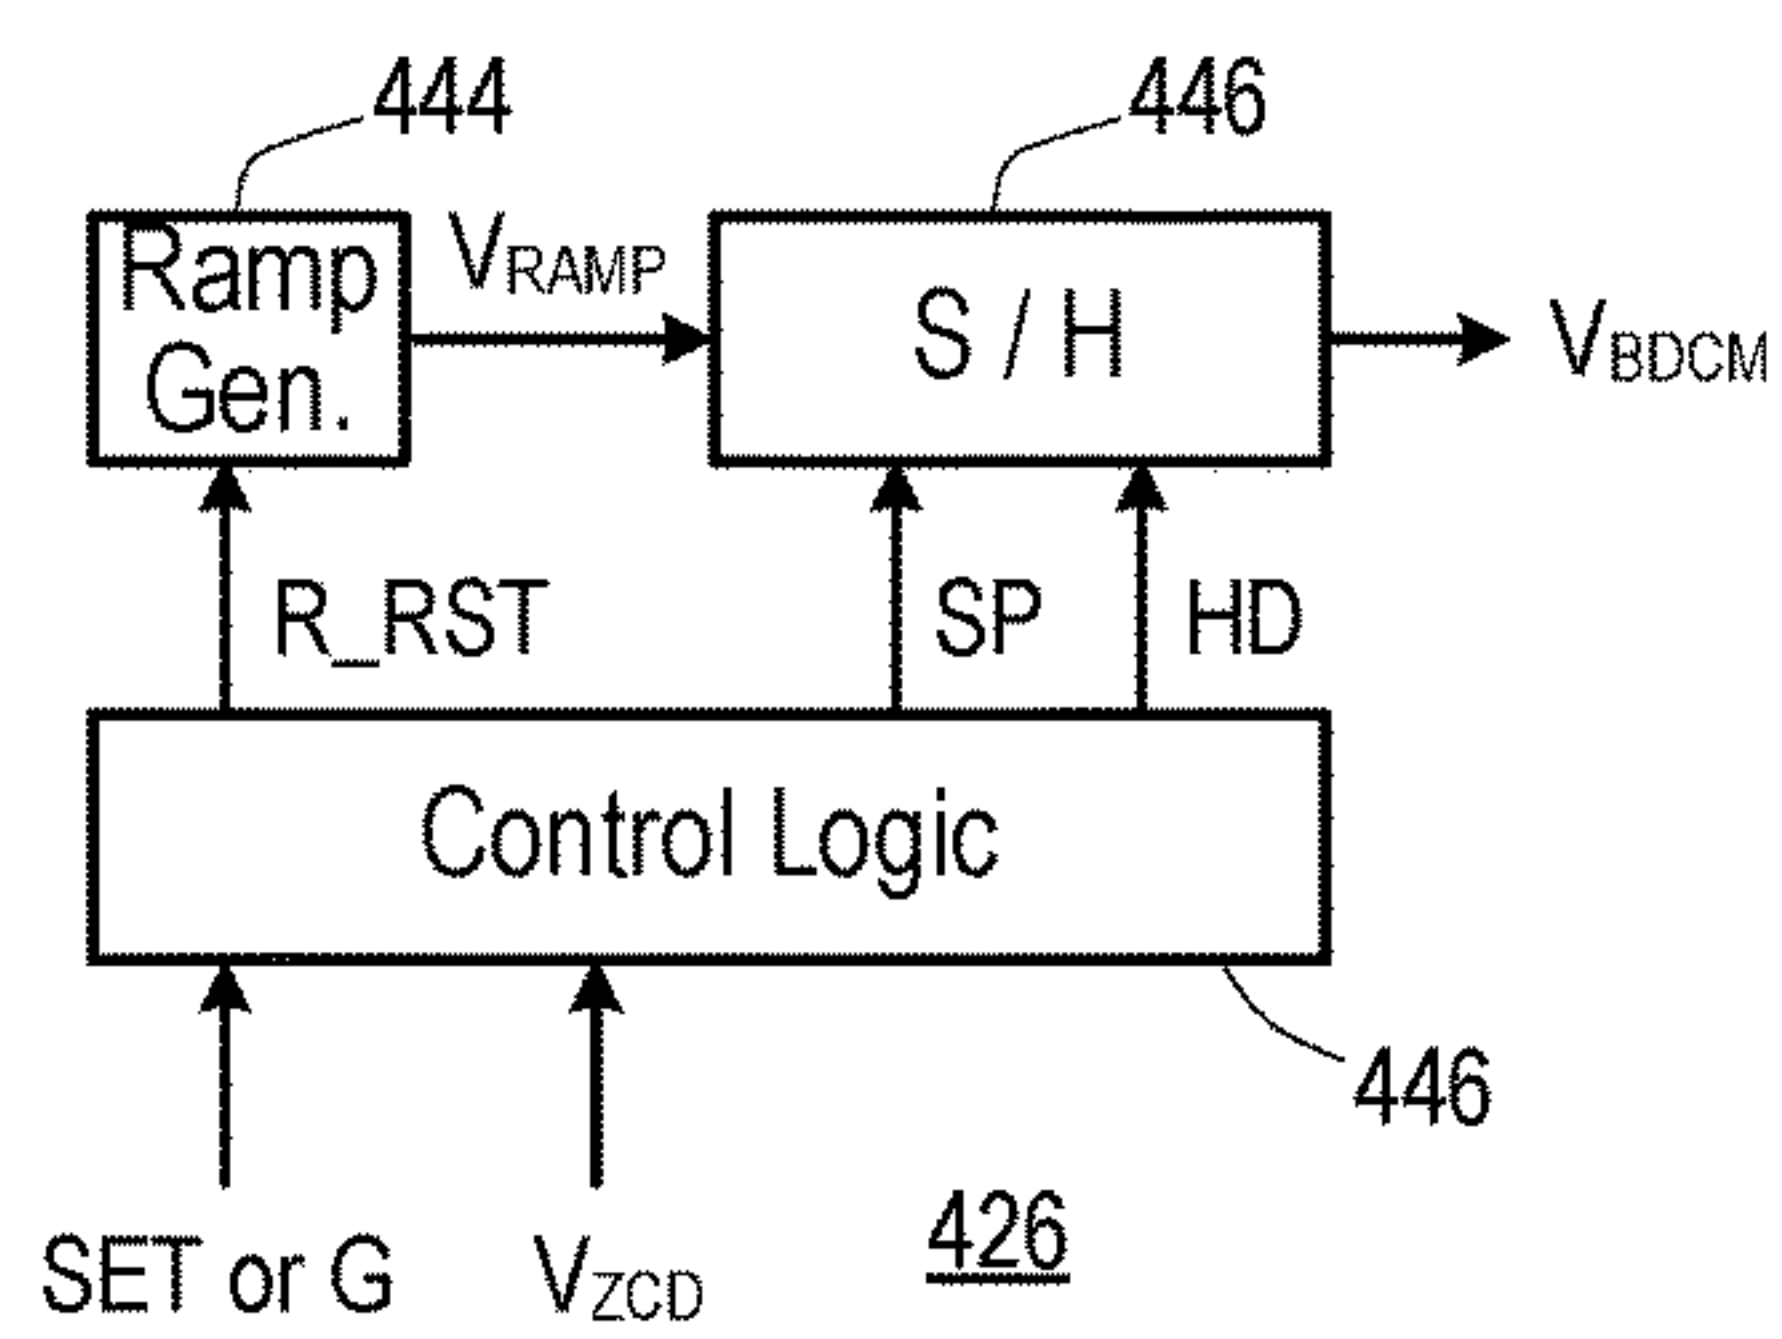 444
446
Ramp
Gen.
VRAMP
S / H
VBDCM
R_RST
SP
HD
Control Logic
446
SET or G
VZCD
426